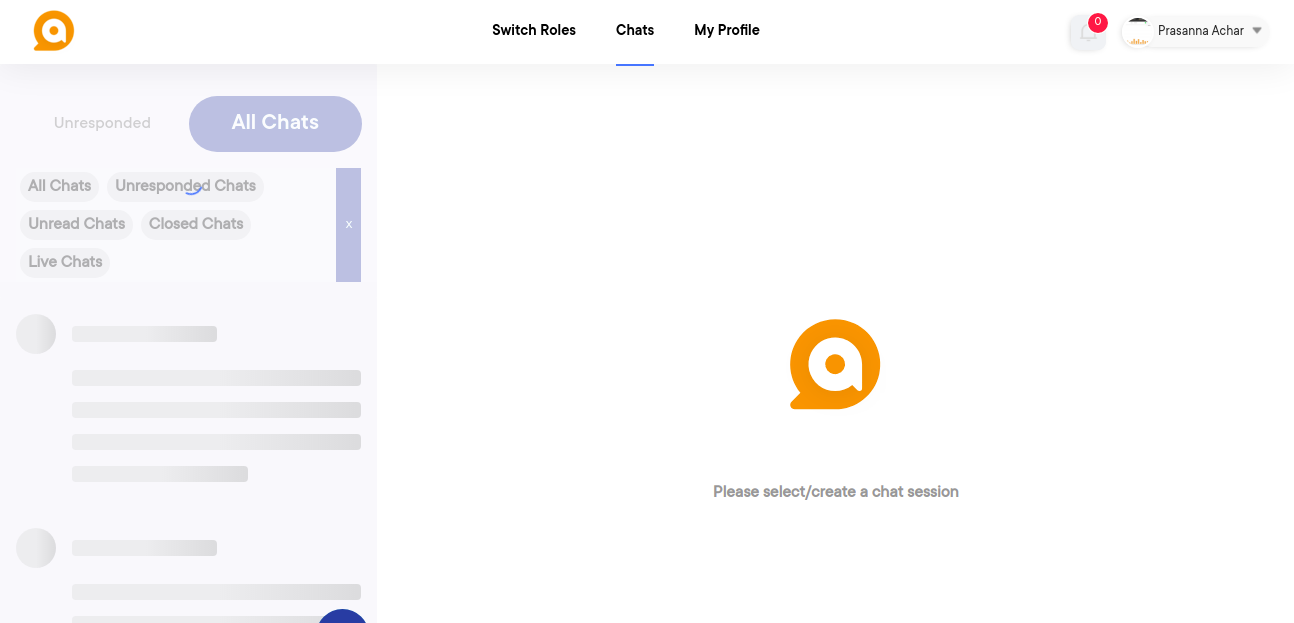 Switch Roles Chats My Profile 0 Prasanna Achar
Unresponded All Chats
All Chats Unresponded Chats
Unread Chats Closed Chats x
Live Chats
Please select/create a chat session